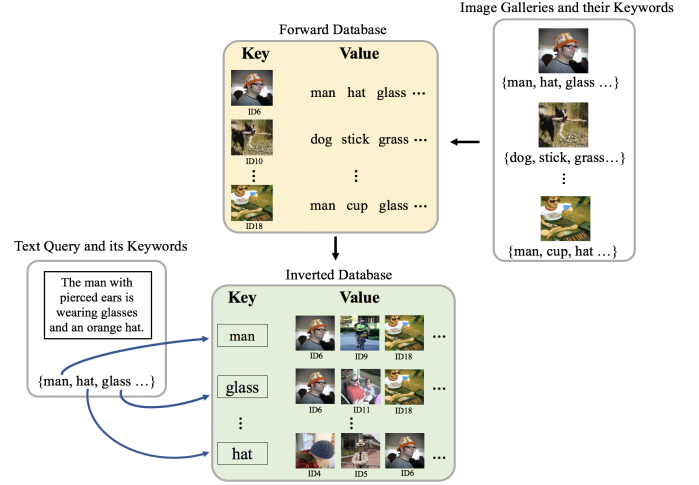 Image Galleries and their Keywords
{man, hat, glass …}
{dog, stick, grass…}
⋮
{man, cup, hat …}
Forward Database
Key Value
man hat glass …
ID6
dog stick grass …
ID10
⋮ ⋮
man cup glass …
ID18
Text Query and its Keywords
The man with
pierced ears is
wearing glasses
and an orange hat.
{man, hat, glass …}
Inverted Database
Key Value
man …
ID6 ID9 ID18
glass …
ID6 ID11 ID18
⋮ ⋮
hat …
ID4 ID5 ID6